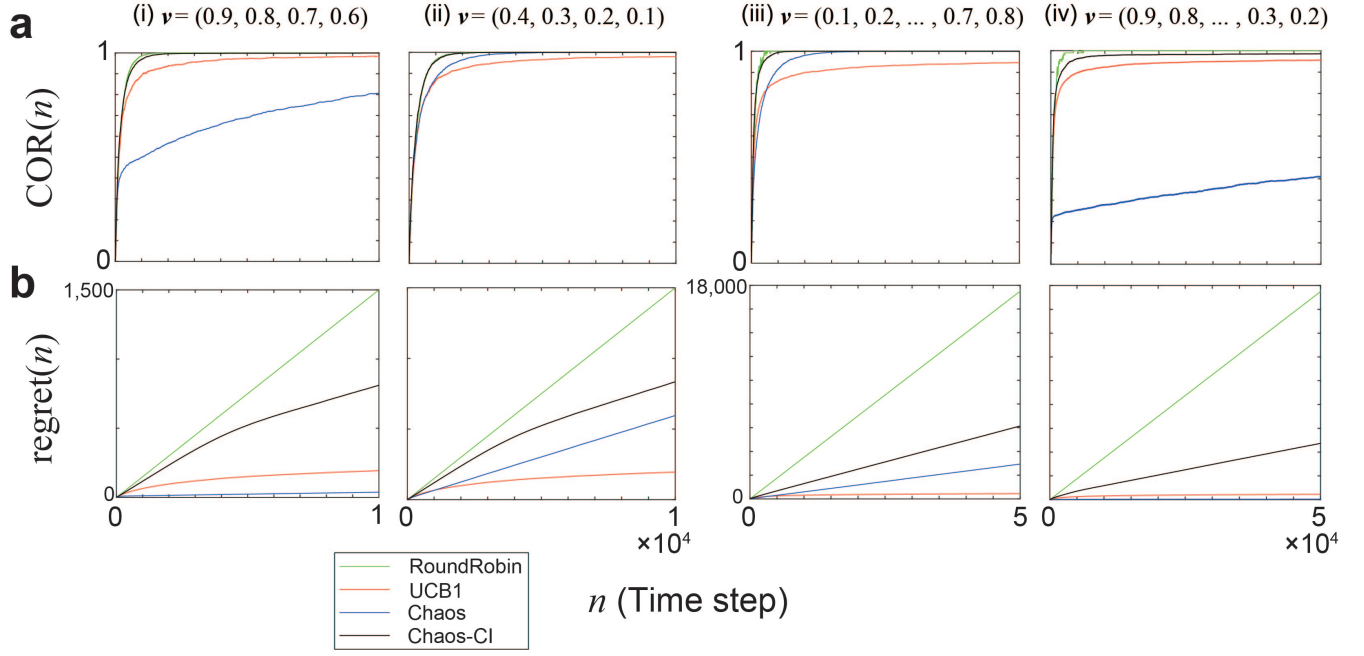 a
(i) v = (0.9, 0.8, 0.7, 0.6)
(ii) v = (0.4, 0.3, 0.2, 0.1)
(iii) v = (0.1, 0.2, ... , 0.7, 0.8)
(iv) v = (0.9, 0.8, ... , 0.3, 0.2)
1
1
1
1
COR(n)
0
0
0
0
b
1,500
18,000
regret(n)
0
0
0
1
0
1
0
5
0
5
×10⁴
×10⁴
RoundRobin
UCB1
Chaos
Chaos-CI
n (Time step)